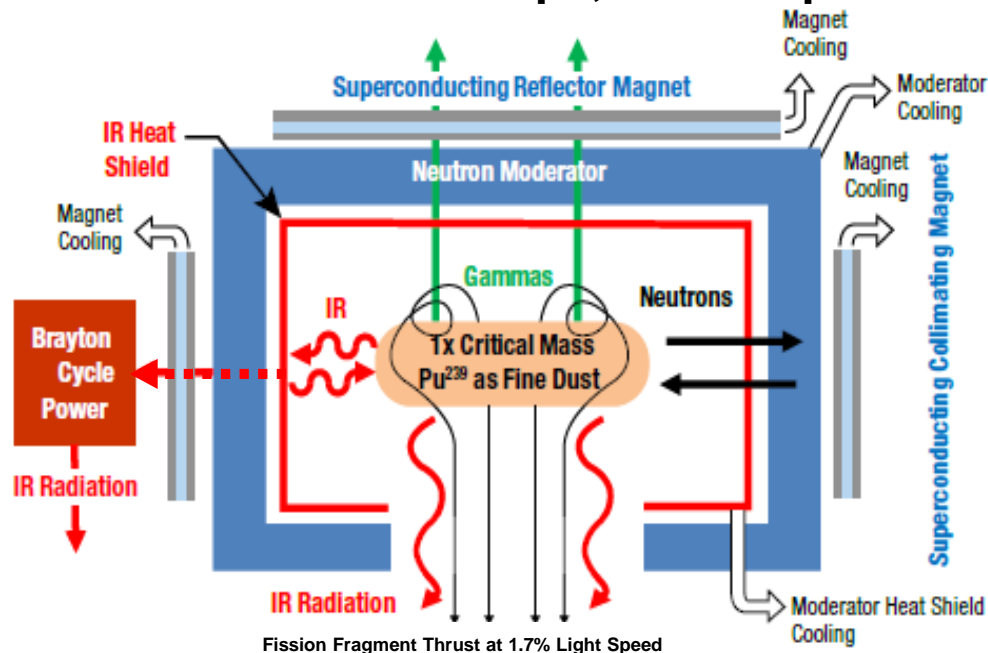 Magnet
Cooling
Superconducting Reflector Magnet
Moderator
Cooling
IR Heat
Shield
Neutron Moderator
Magnet
Cooling
Magnet
Cooling
Superconducting Collimating Magnet
Gammas
Neutrons
IR
Brayton
Cycle
Power
1x Critical Mass
Pu²³⁹ as Fine Dust
IR Radiation
IR Radiation
Moderator Heat Shield
Cooling
Fission Fragment Thrust at 1.7% Light Speed